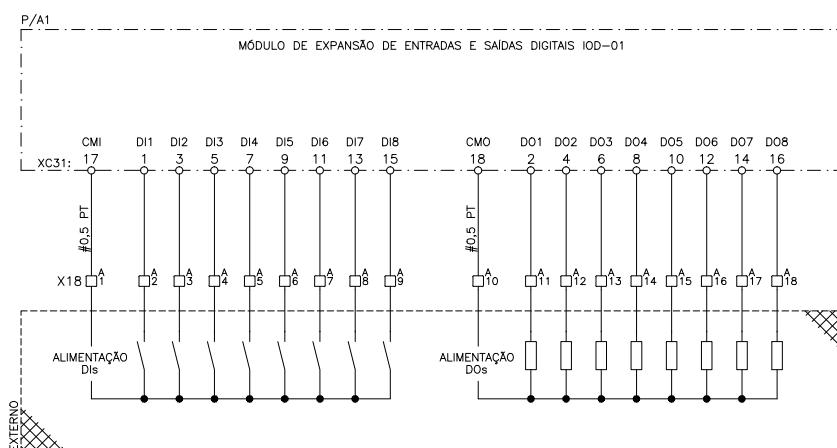 P/A1
MÓDULO DE EXPANSÃO DE ENTRADAS E SAÍDAS DIGITAIS IOD-01
CMI DI1 DI2 DI3 DI4 DI5 DI6 DI7 DI8 CMO DO1 DO2 DO3 DO4 DO5 DO6 DO7 DO8
XC31: 17 1 3 5 7 9 11 13 15 18 2 4 6 8 10 12 14 16
#0,5 PT #0,5 PT
A A A A A A A A A A A A A A A A A A
X18 1 2 3 4 5 6 7 8 9 10 11 12 13 14 15 16 17 18
ALIMENTAÇÃO ALIMENTAÇÃO
DIs DOs
EXTERNO